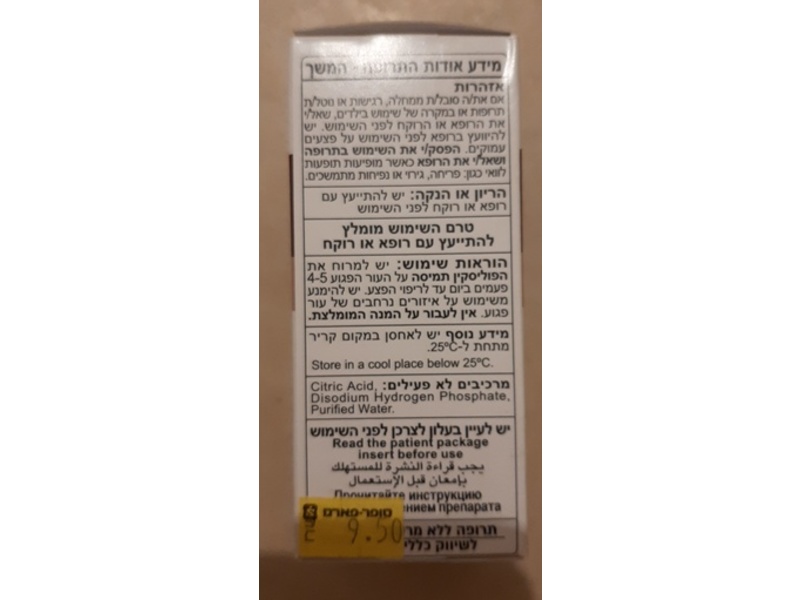 מידע אודות התרופה - המשך
אזהרות
אם את/ה סובל/ת ממחלה, רגישות או נוטל/ת
תרופות או במקרה של שימוש בילדים, שאל/י
את הרופא או הרוקח לפני השימוש. יש
להיוועץ ברופא לפני השימוש על פצעים
עמוקים. הפסק/י את השימוש בתרופה
ושאל/י את הרופא כאשר מופיעות תופעות
לוואי כגון: פריחה, גירוי או נפיחות מתמשכים.
הריון או הנקה: יש להתייעץ עם
רופא או רוקח לפני השימוש
טרם השימוש מומלץ
להתייעץ עם רופא או רוקח
הוראות שימוש: יש למרוח את
הפוליסקין תמיסה על העור הפגוע 4-5
פעמים ביום עד לריפוי הפצע. יש להימנע
משימוש על איזורים נרחבים של עור
פגוע. אין לעבור על המנה המומלצת.
מידע נוסף יש לאחסן במקום קריר
מתחת ל-25ºC.
Store in a cool place below 25ºC.
מרכיבים לא פעילים: Citric Acid,
Disodium Hydrogen Phosphate,
Purified Water.
יש לעיין בעלון לצרכן לפני השימוש
Read the patient package
insert before use
يجب قراءة النشرة للمستهلك
بإمعان قبل الإستعمال
Прочитайте инструкцию
нием препарата
סופר-פארם
9.50
תרופה ללא מר
לשיווק כללי